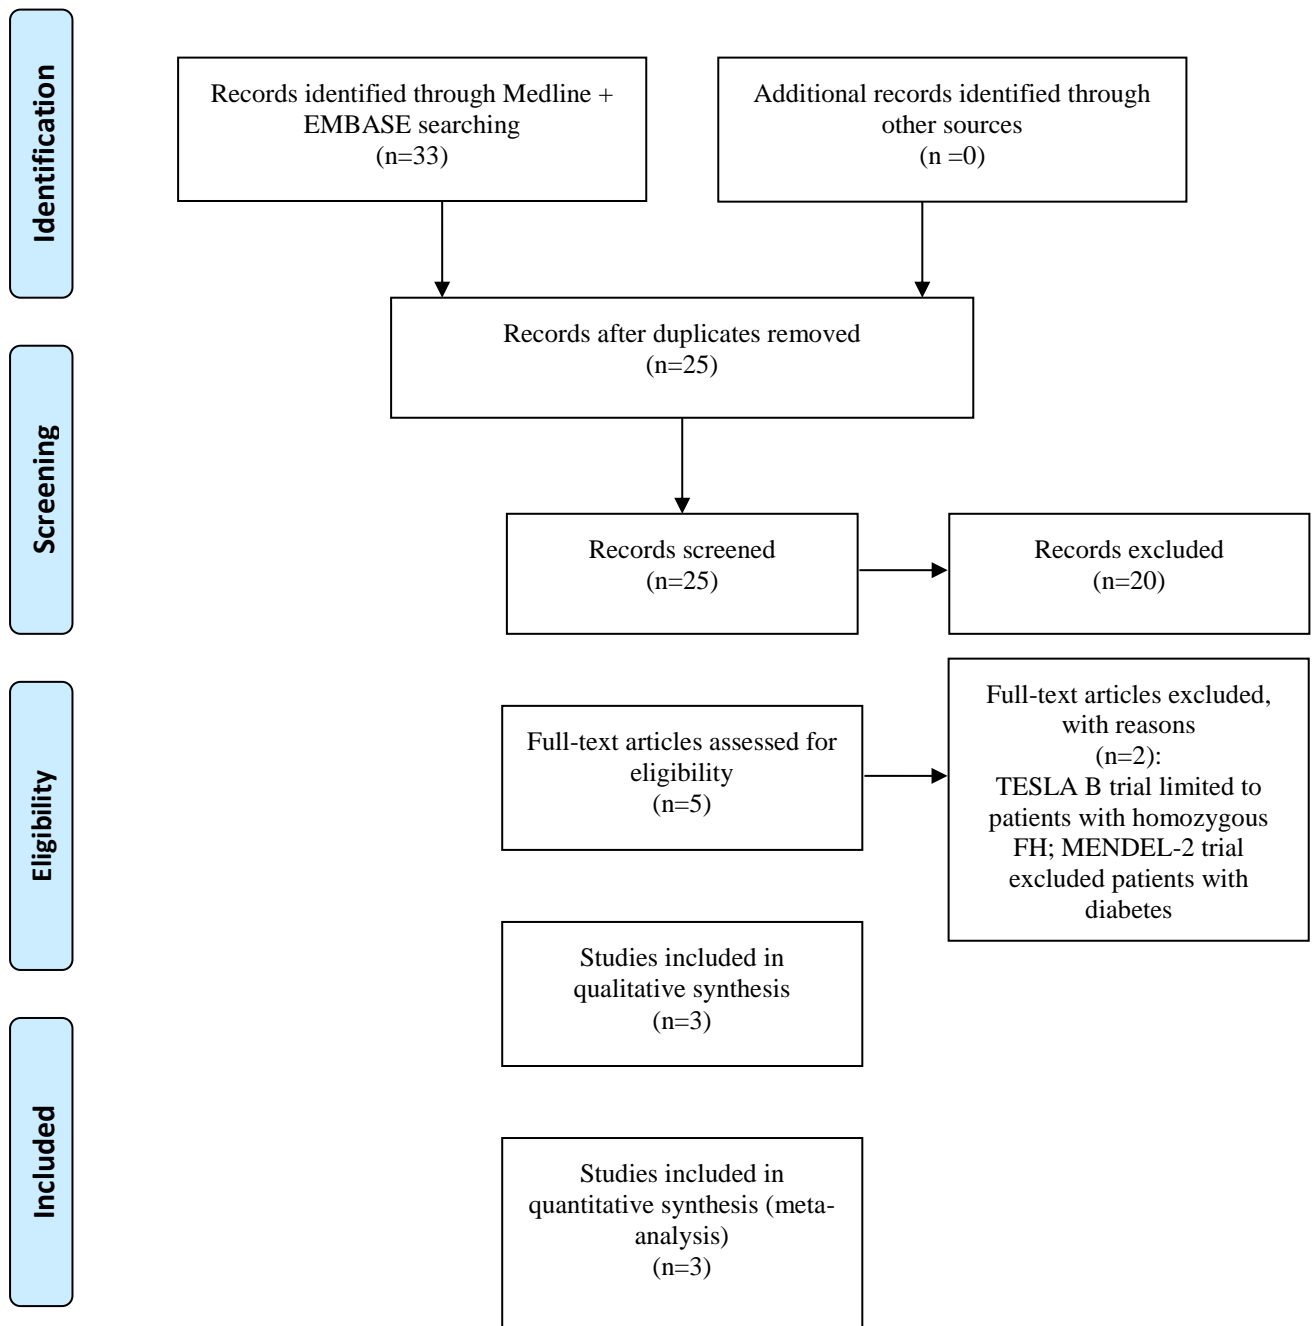 Identification
Records identified through Medline +
EMBASE searching
(n=33)
Additional records identified through
other sources
(n =0)
Records after duplicates removed
(n=25)
Screening
Records screened
(n=25)
Records excluded
(n=20)
Eligibility
Full-text articles assessed for
eligibility
(n=5)
Full-text articles excluded,
with reasons
(n=2):
TESLA B trial limited to
patients with homozygous
FH; MENDEL-2 trial
excluded patients with
diabetes
Studies included in
qualitative synthesis
(n=3)
Included
Studies included in
quantitative synthesis (meta-
analysis)
(n=3)